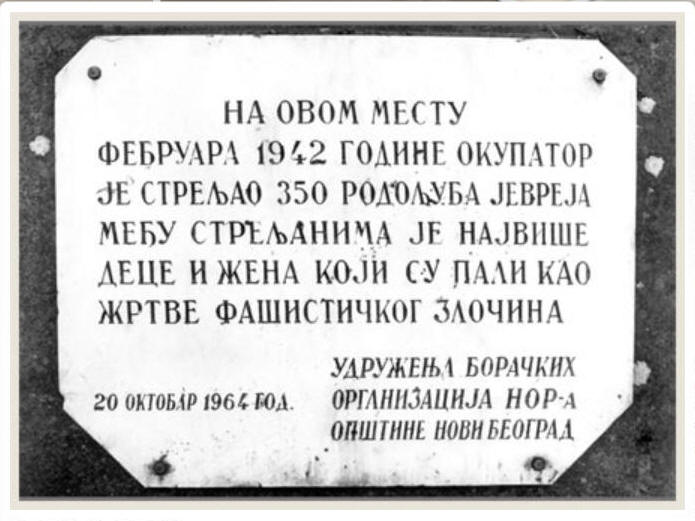 НА ОВОМ МЕСТУ
ФЕБРУАРА 1942 ГОДИНЕ ОКУПАТОР
ЈЕ СТРЕЉАО 350 РОДОЉУБА ЈЕВРЕЈА
МЕЂУ СТРЕЉАНИМА ЈЕ НАЈВИШЕ
ДЕЦЕ И ЖЕНА КОЈИ СУ ПАЛИ КАО
ЖРТВЕ ФАШИСТИЧКОГ ЗЛОЧИНА
УДРУЖЕЊА БОРАЧКИХ
20 ОКТОБАР 1964 ГОД. ОРГАНИЗАЦИЈА НОР-А
ОПШТИНЕ НОВИ БЕОГРАД